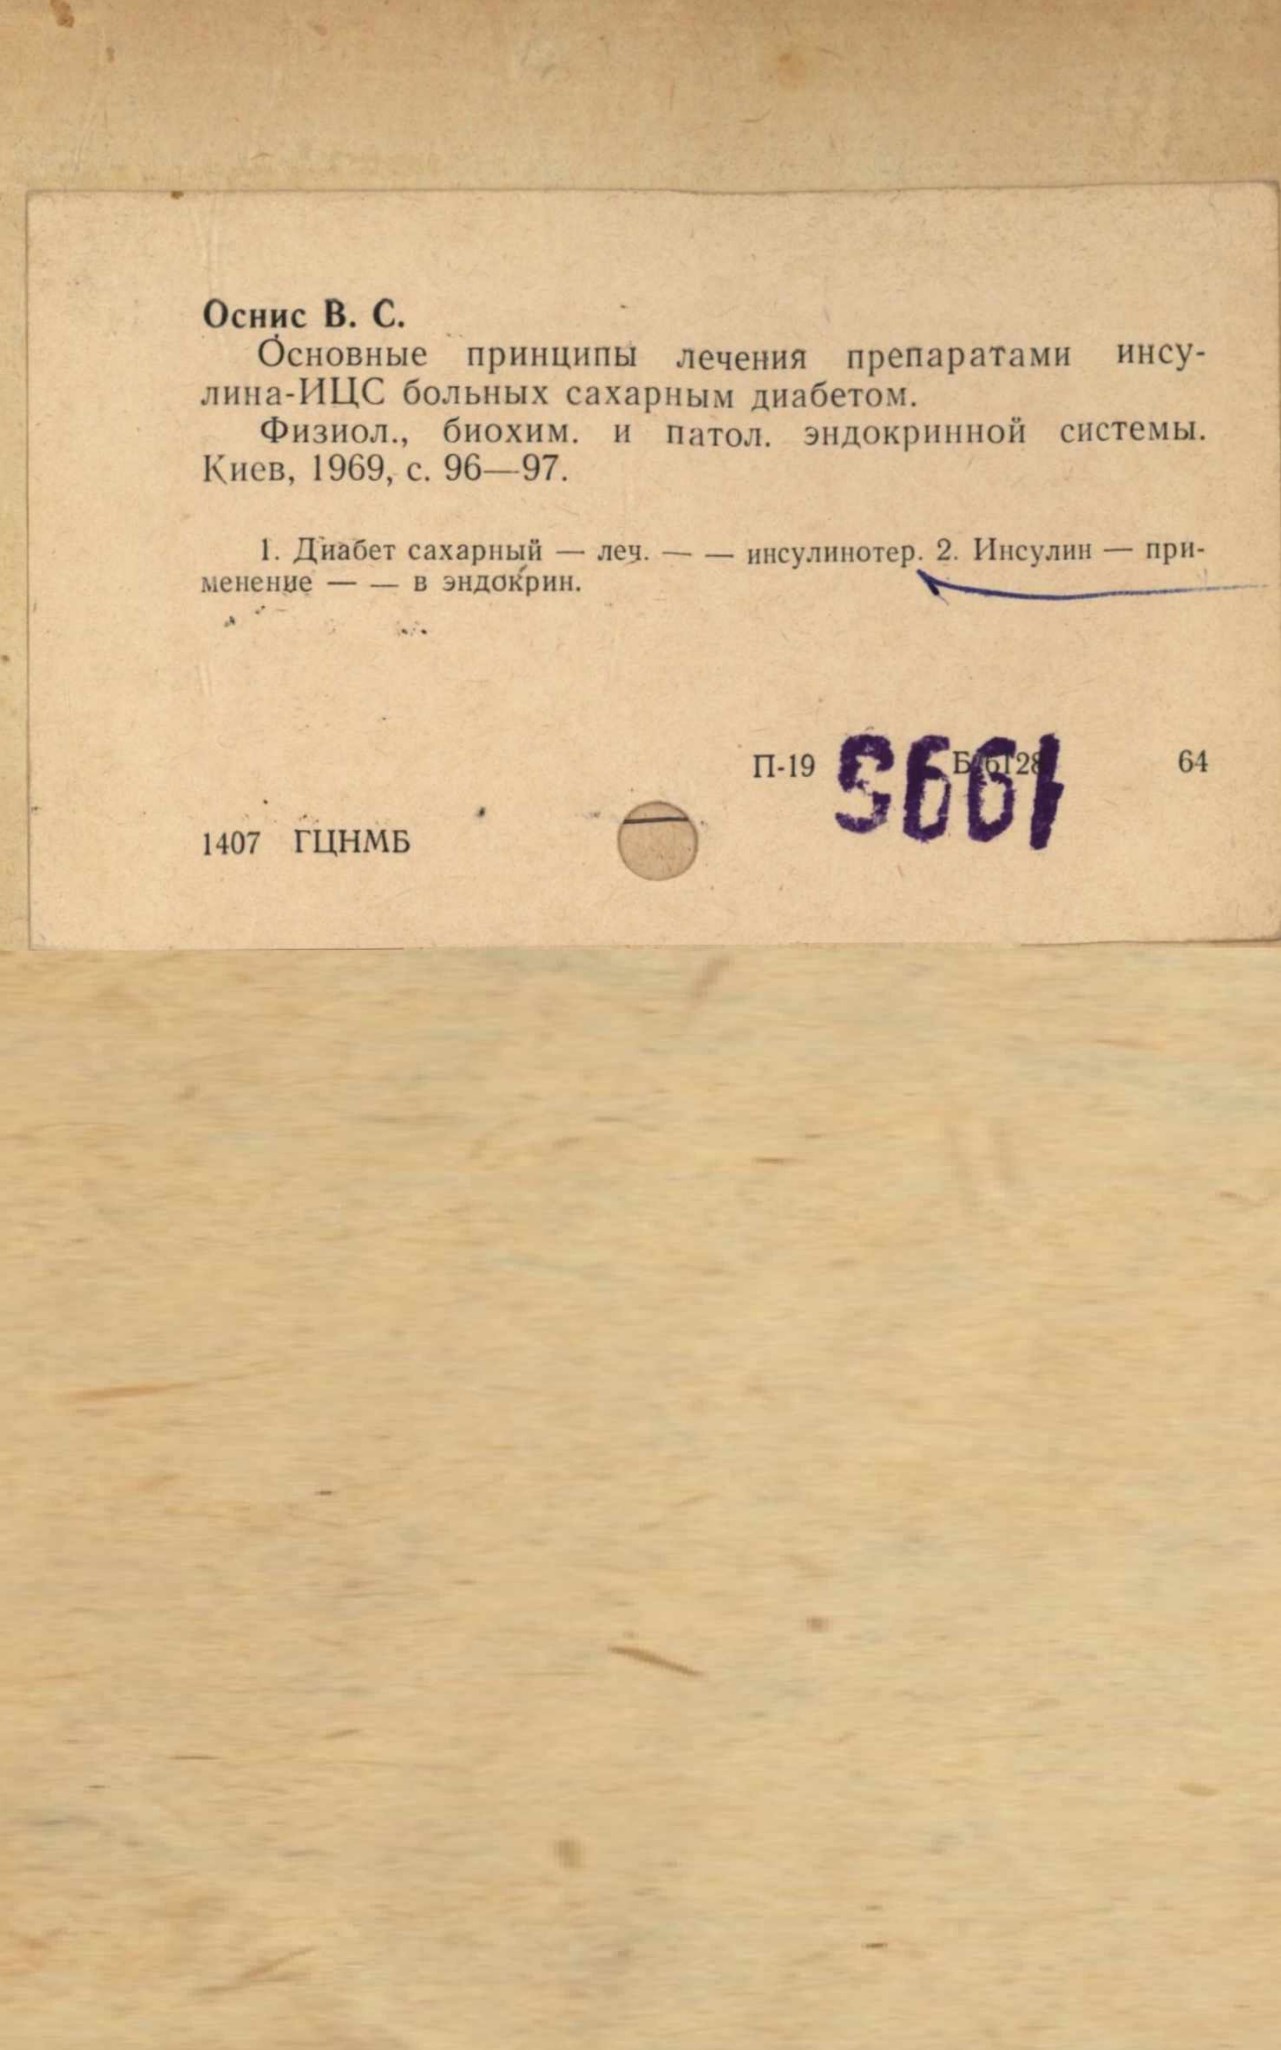 Оснис В. С.
Основные принципы лечения препаратами инсу-
лина-ИЦС больных сахарным диабетом.
Физиол., биохим. и патол. эндокринной системы.
Киев, 1969, с. 96—97.
1. Диабет сахарный — леч. — — инсулинотер. 2. Инсулин — при-
менение — — в эндокрин.
П-19 64
1995
1407 ГЦНМБ